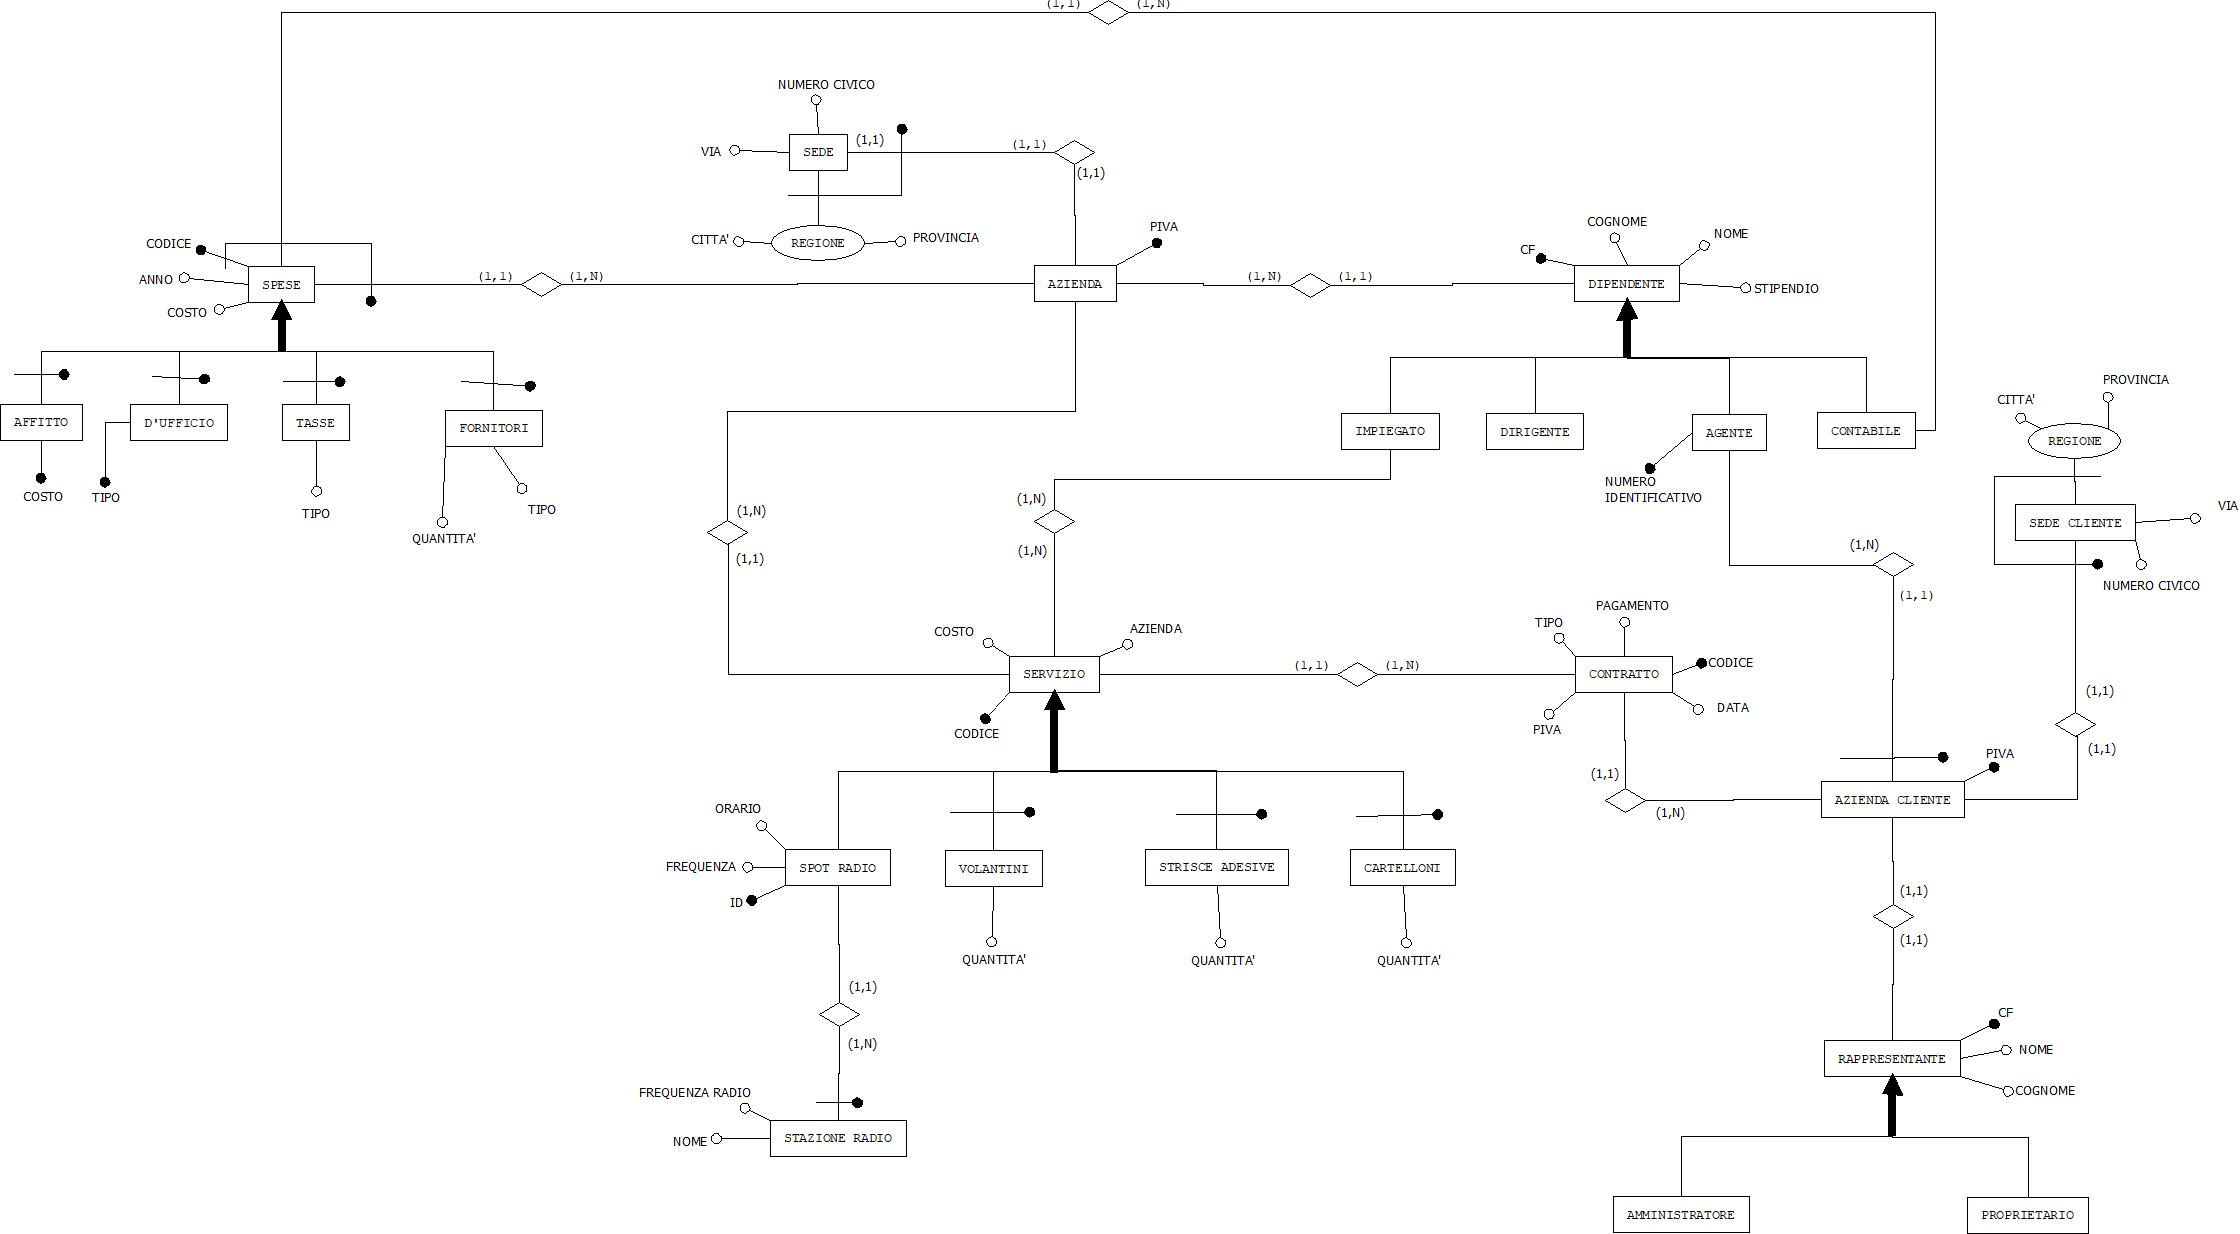 (1,1) (1,N)
NUMERO CIVICO
(1,1) (1,1)
VIA SEDE
(1,1)
COGNOME
PIVA NOME
CITTA' REGIONE PROVINCIA
CODICE CF
ANNO SPESE (1,1) (1,N) AZIENDA (1,N) (1,1) DIPENDENTE STIPENDIO
COSTO
PROVINCIA
CITTA'
AFFITTO D'UFFICIO TASSE FORNITORI IMPIEGATO DIRIGENTE AGENTE CONTABILE REGIONE
NUMERO
IDENTIFICATIVO
COSTO TIPO TIPO TIPO
QUANTITA'
(1,N) (1,N)
VIA
SEDE CLIENTE
(1,1) (1,N) (1,N)
NUMERO CIVICO
(1,1)
PAGAMENTO
TIPO
COSTO AZIENDA
SERVIZIO (1,1) (1,N) CONTRATTO CODICE
(1,1)
DATA
CODICE PIVA
(1,1)
PIVA
(1,1)
ORARIO AZIENDA CLIENTE
(1,N)
FREQUENZA SPOT RADIO VOLANTINI STRISCE ADESIVE CARTELLONI
ID (1,1)
(1,1)
QUANTITA' QUANTITA' QUANTITA'
(1,1)
CF
(1,N)
RAPPRESENTANTE NOME
FREQUENZA RADIO COGNOME
NOME STAZIONE RADIO
AMMINISTRATORE PROPRIETARIO